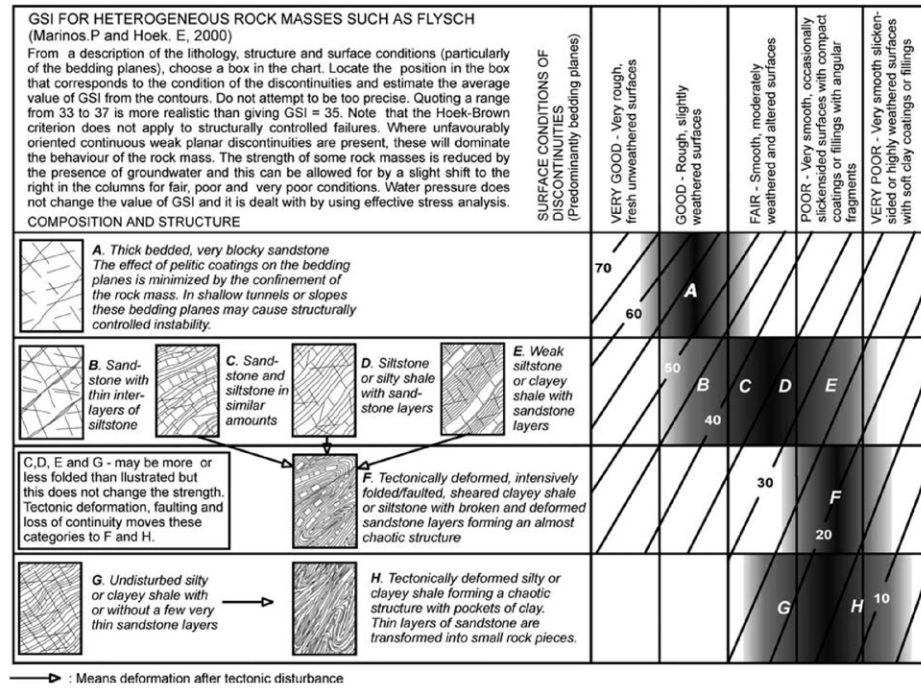 GSI FOR HETEROGENEOUS ROCK MASSES SUCH AS FLYSCH
(Marinos.P and Hoek. E, 2000)
From a description of the lithology, structure and surface conditions (particularly
of the bedding planes), choose a box in the chart. Locate the position in the box
that corresponds to the condition of the discontinuities and estimate the average
value of GSI from the contours. Do not attempt to be too precise. Quoting a range
from 33 to 37 is more realistic than giving GSI = 35. Note that the Hoek-Brown
criterion does not apply to structurally controlled failures. Where unfavourably
oriented continuous weak planar discontinuities are present, these will dominate
the behaviour of the rock mass. The strength of some rock masses is reduced by
the presence of groundwater and this can be allowed for by a slight shift to the
right in the columns for fair, poor and very poor conditions. Water pressure does
not change the value of GSI and it is dealt with by using effective stress analysis.
COMPOSITION AND STRUCTURE
SURFACE CONDITIONS OF
DISCONTINUITIES
(Predominantly bedding planes)
VERY GOOD - Very rough,
fresh unweathered surfaces
GOOD - Rough, slightly
weathered surfaces
FAIR - Smooth, moderately
weathered and altered surfaces
POOR - Very smooth, occasionally
slickensided surfaces with compact
coatings or fillings with angular
fragments
VERY POOR - Very smooth slicken-
sided or highly weathered surfaces
with soft clay coatings or fillings
A. Thick bedded, very blocky sandstone
The effect of pelitic coatings on the bedding
planes is minimized by the confinement of
the rock mass. In shallow tunnels or slopes
these bedding planes may cause structurally
controlled instability.
70
60
A
B. Sand-
stone with
thin inter-
layers of
siltstone
C. Sand-
stone and
siltstone in
similar
amounts
D. Siltstone
or silty shale
with sand-
stone layers
E. Weak
siltstone
or clayey
shale with
sandstone
layers
50
B
C
D
E
40
C,D, E and G - may be more or
less folded than Illustrated but
this does not change the strength.
Tectonic deformation, faulting and
loss of continuity moves these
categories to F and H.
F. Tectonically deformed, intensively
folded/faulted, sheared clayey shale
or siltstone with broken and deformed
sandstone layers forming an almost
chaotic structure
30
F
20
G. Undisturbed silty
or clayey shale with
or without a few very
thin sandstone layers
H. Tectonically deformed silty or
clayey shale forming a chaotic
structure with pockets of clay.
Thin layers of sandstone are
transformed into small rock pieces.
G
H
10
: Means deformation after tectonic disturbance